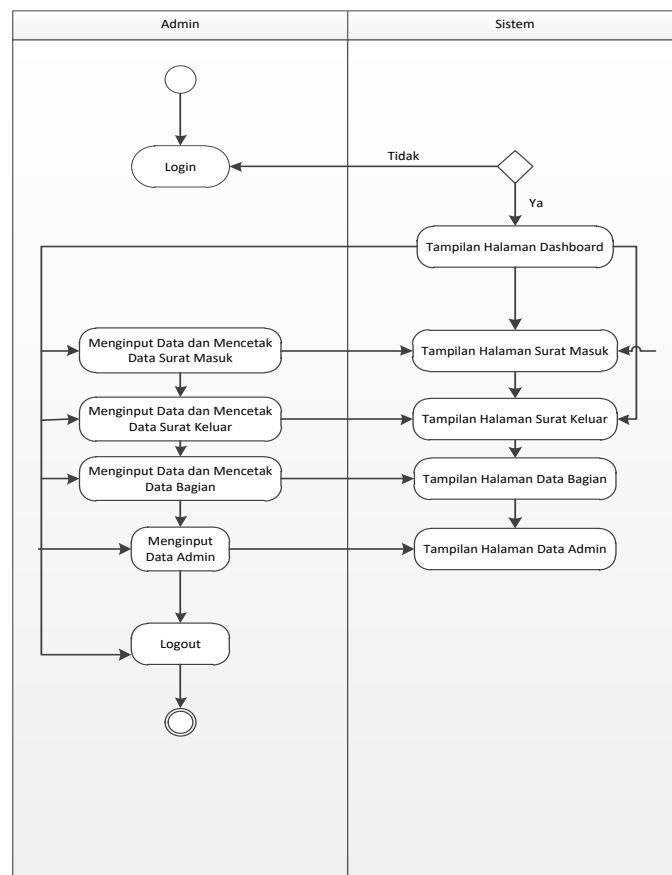 Admin
Sistem
Login
Tidak
Ya
Tampilan Halaman Dashboard
Menginput Data dan Mencetak
Data Surat Masuk
Tampilan Halaman Surat Masuk
Menginput Data dan Mencetak
Data Surat Keluar
Tampilan Halaman Surat Keluar
Menginput Data dan Mencetak
Data Bagian
Tampilan Halaman Data Bagian
Menginput
Data Admin
Tampilan Halaman Data Admin
Logout